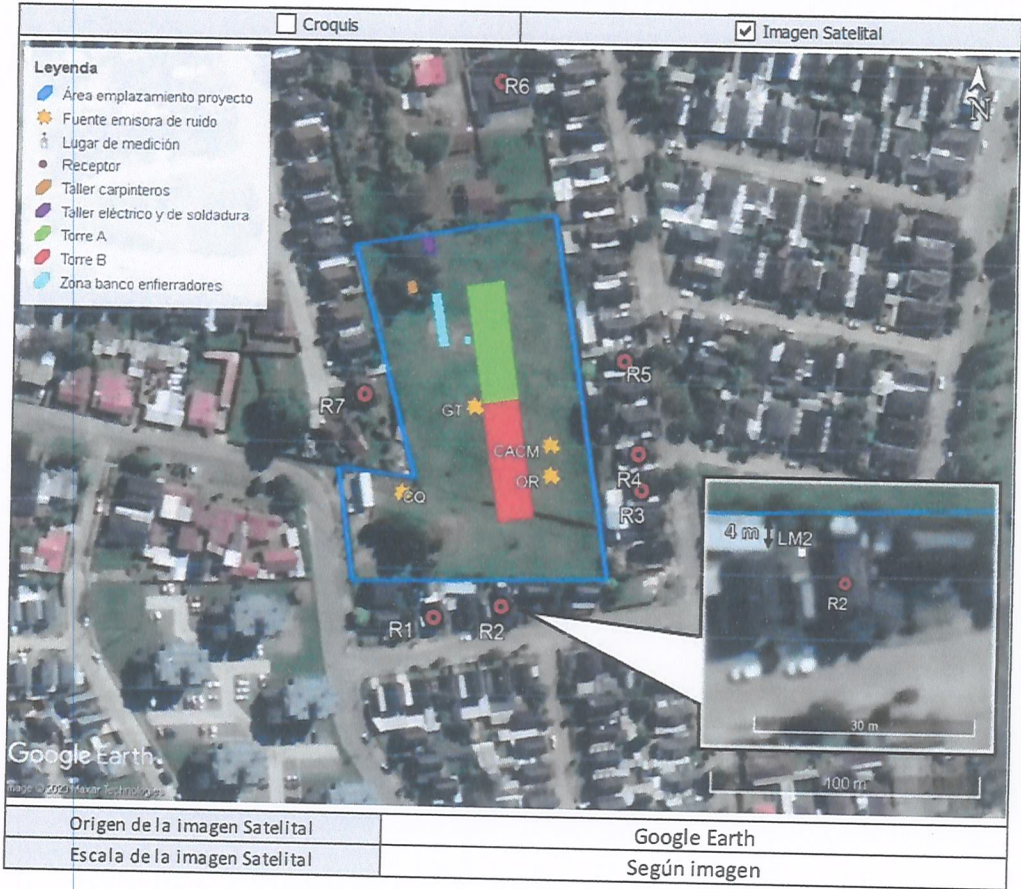 Croquis
Imagen Satelital
Leyenda
Área emplazamiento proyecto
Fuente emisora de ruido
Lugar de medición
Receptor
Taller carpinteros
Taller eléctrico y de soldadura
Torre A
Torre B
Zona banco enfierradores
R6
N
R5
R7
GT
CACM
OR
CO
R4
R3
4 m LM2
R2
30 m
R1
R2
Google Earth
100 m
Origen de la imagen Satelital
Google Earth
Escala de la imagen Satelital
Según imagen